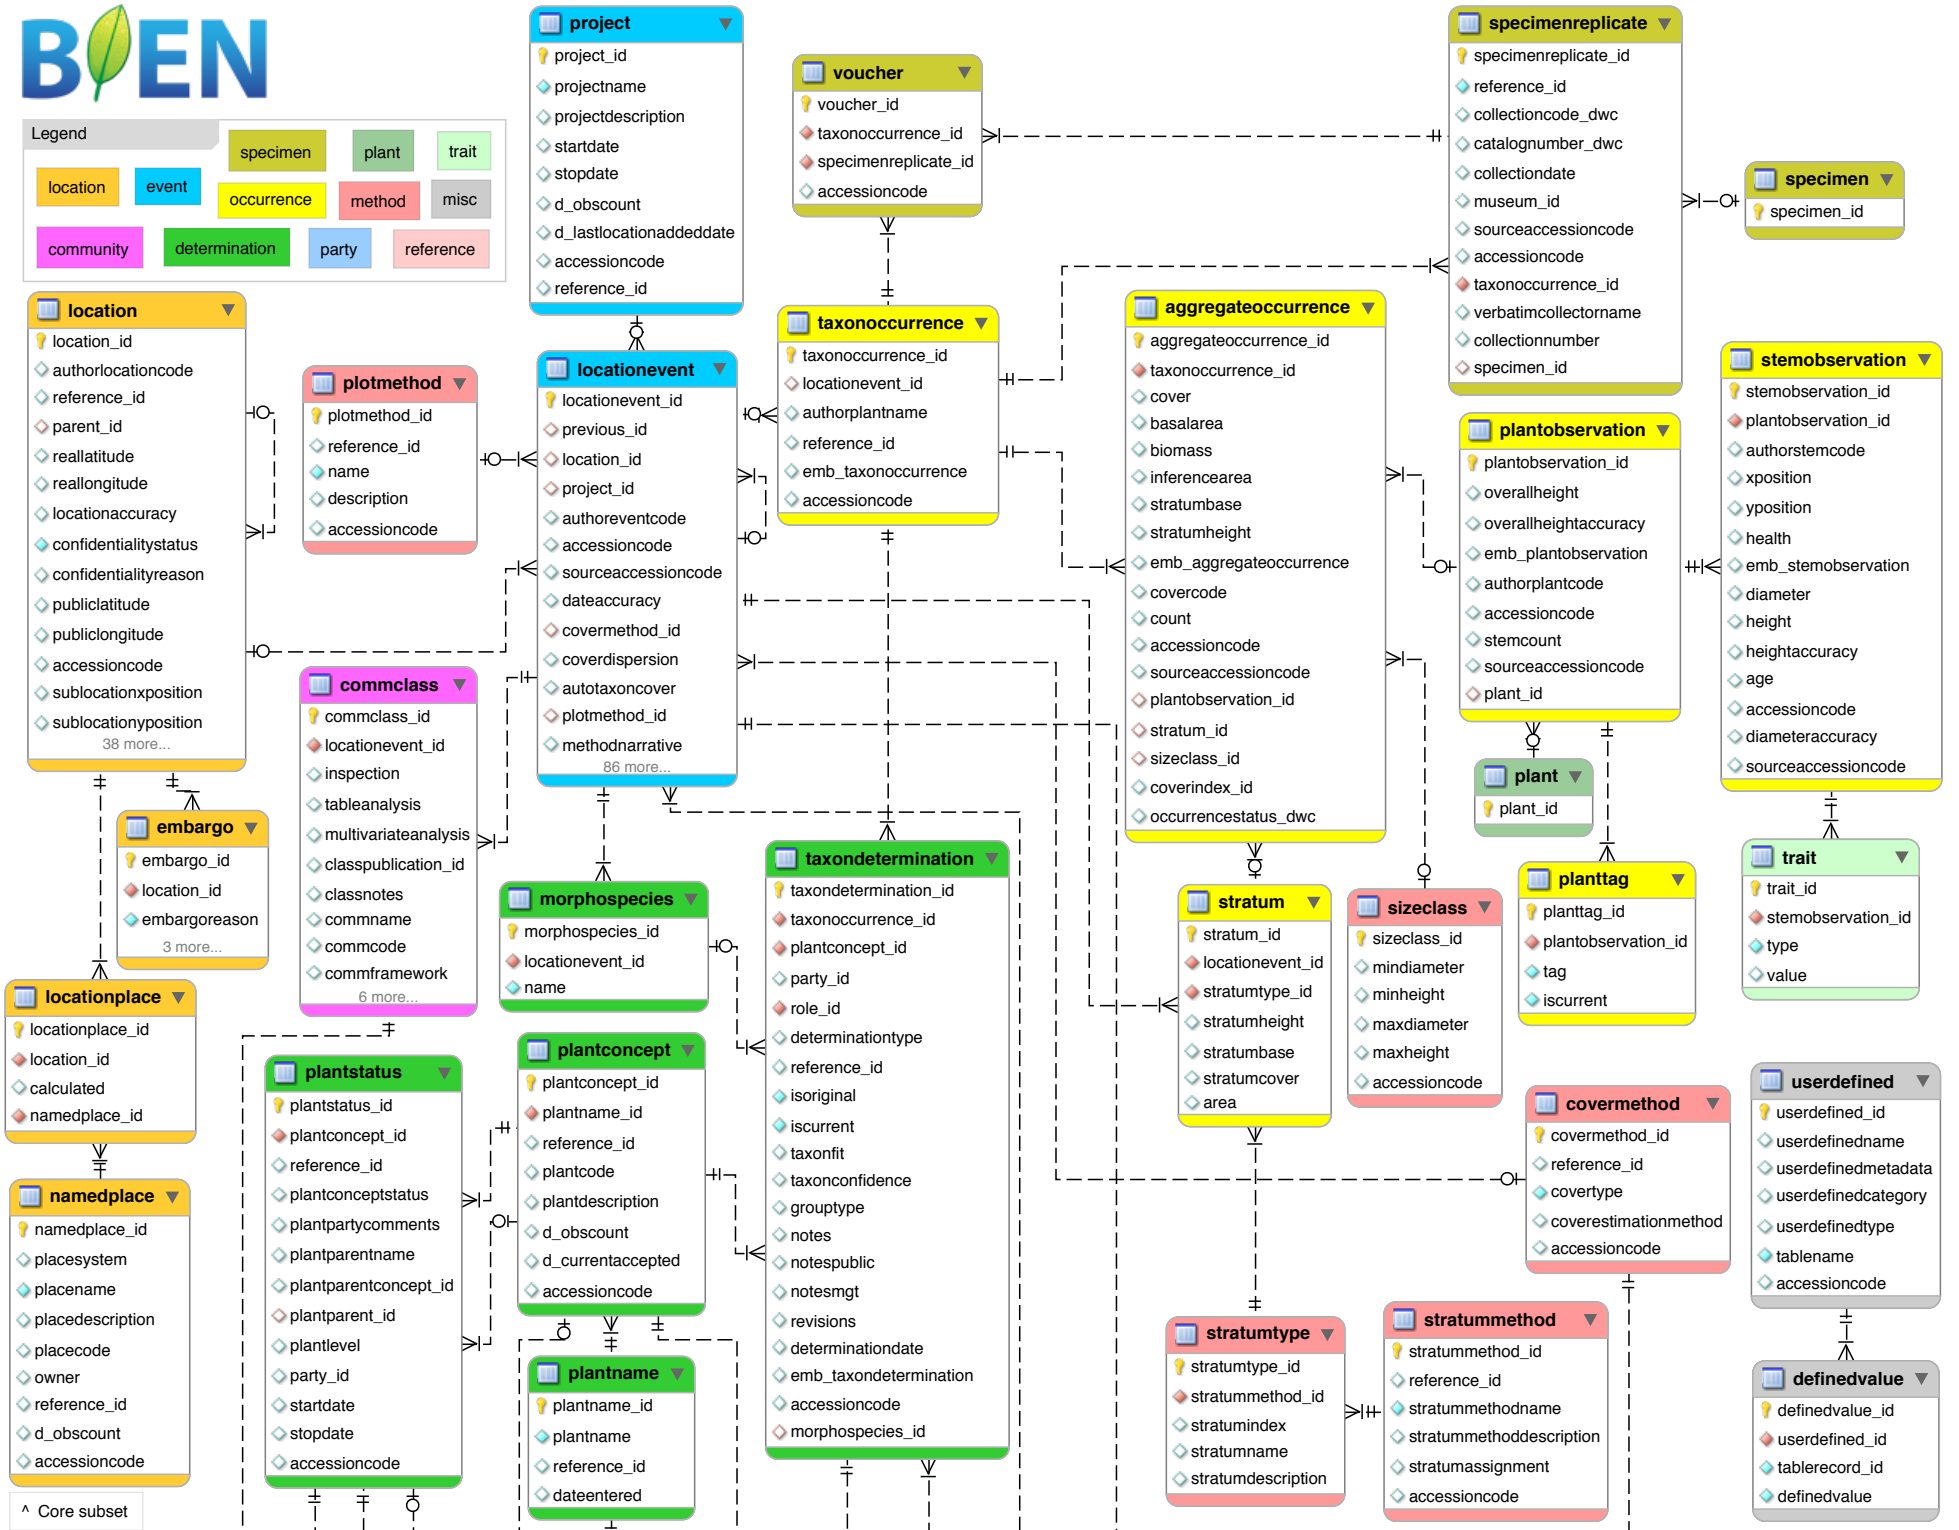 BIEN
Legend
specimen
plant
trait
location
event
occurrence
method
misc
community
determination
party
reference
project
project_id
projectname
projectdescription
startdate
stopdate
d_obscount
d_lastlocationaddeddate
accessioncode
reference_id
voucher
voucher_id
taxonoccurrence_id
specimenreplicate_id
accessioncode
specimenreplicate
specimenreplicate_id
reference_id
collectioncode_dwc
catalognumber_dwc
collectiondate
museum_id
sourceaccessioncode
accessioncode
taxonoccurrence_id
verbatimcollectorname
collectionnumber
specimen_id
specimen
specimen_id
location
location_id
authorlocationcode
reference_id
parent_id
reallatitude
reallongitude
locationaccuracy
confidentialitystatus
confidentialityreason
publiclatitude
publiclongitude
accessioncode
sublocationxposition
sublocationyposition
38 more...
plotmethod
plotmethod_id
reference_id
name
description
accessioncode
locationevent
locationevent_id
previous_id
location_id
project_id
authoreventcode
accessioncode
sourceaccessioncode
dateaccuracy
covermethod_id
coverdispersion
autotaxoncover
plotmethod_id
methodnarrative
86 more...
taxonoccurrence
taxonoccurrence_id
locationevent_id
authorplantname
reference_id
emb_taxonoccurrence
accessioncode
aggregateoccurrence
aggregateoccurrence_id
taxonoccurrence_id
cover
basalarea
biomass
inferencearea
stratumbase
stratumheight
emb_aggregateoccurrence
covercode
count
accessioncode
sourceaccessioncode
plantobservation_id
stratum_id
sizeclass_id
coverindex_id
occurrencestatus_dwc
plantobservation
plantobservation_id
overallheight
overallheightaccuracy
emb_plantobservation
authorplantcode
accessioncode
stemcount
sourceaccessioncode
plant_id
stemobservation
stemobservation_id
plantobservation_id
authorstemcode
xposition
yposition
health
emb_stemobservation
diameter
height
heightaccuracy
age
accessioncode
diameteraccuracy
sourceaccessioncode
commclass
commclass_id
locationevent_id
inspection
tableanalysis
multivariateanalysis
classpublication_id
classnotes
commname
commcode
commframework
6 more...
embargo
embargo_id
location_id
embargoreason
3 more...
plant
plant_id
morphospecies
morphospecies_id
locationevent_id
name
taxondetermination
taxondetermination_id
taxonoccurrence_id
plantconcept_id
party_id
role_id
determinationtype
reference_id
isoriginal
iscurrent
taxonfit
taxonconfidence
grouptype
notes
notespublic
notesmgt
revisions
determinationdate
emb_taxondetermination
accessioncode
morphospecies_id
stratum
stratum_id
locationevent_id
stratumtype_id
stratumheight
stratumbase
stratumcover
area
sizeclass
sizeclass_id
mindiameter
minheight
maxdiameter
maxheight
accessioncode
planttag
planttag_id
plantobservation_id
tag
iscurrent
trait
trait_id
stemobservation_id
type
value
locationplace
locationplace_id
location_id
calculated
namedplace_id
plantstatus
plantstatus_id
plantconcept_id
reference_id
plantconceptstatus
plantpartycomments
plantparentname
plantparentconcept_id
plantparent_id
plantlevel
party_id
startdate
stopdate
accessioncode
plantconcept
plantconcept_id
plantname_id
reference_id
plantcode
plantdescription
d_obscount
d_currentaccepted
accessioncode
covermethod
covermethod_id
reference_id
covertype
coverestimationmethod
accessioncode
userdefined
userdefined_id
userdefinedname
userdefinedmetadata
userdefinedcategory
userdefinedtype
tablename
accessioncode
namedplace
namedplace_id
placesystem
placename
placedescription
placecode
owner
reference_id
d_obscount
accessioncode
plantname
plantname_id
plantname
reference_id
dateentered
stratumtype
stratumtype_id
stratummethod_id
stratumindex
stratumname
stratumdescription
stratummethod
stratummethod_id
reference_id
stratummethodname
stratummethoddescription
stratumassignment
accessioncode
definedvalue
definedvalue_id
userdefined_id
tablerecord_id
definedvalue
^ Core subset